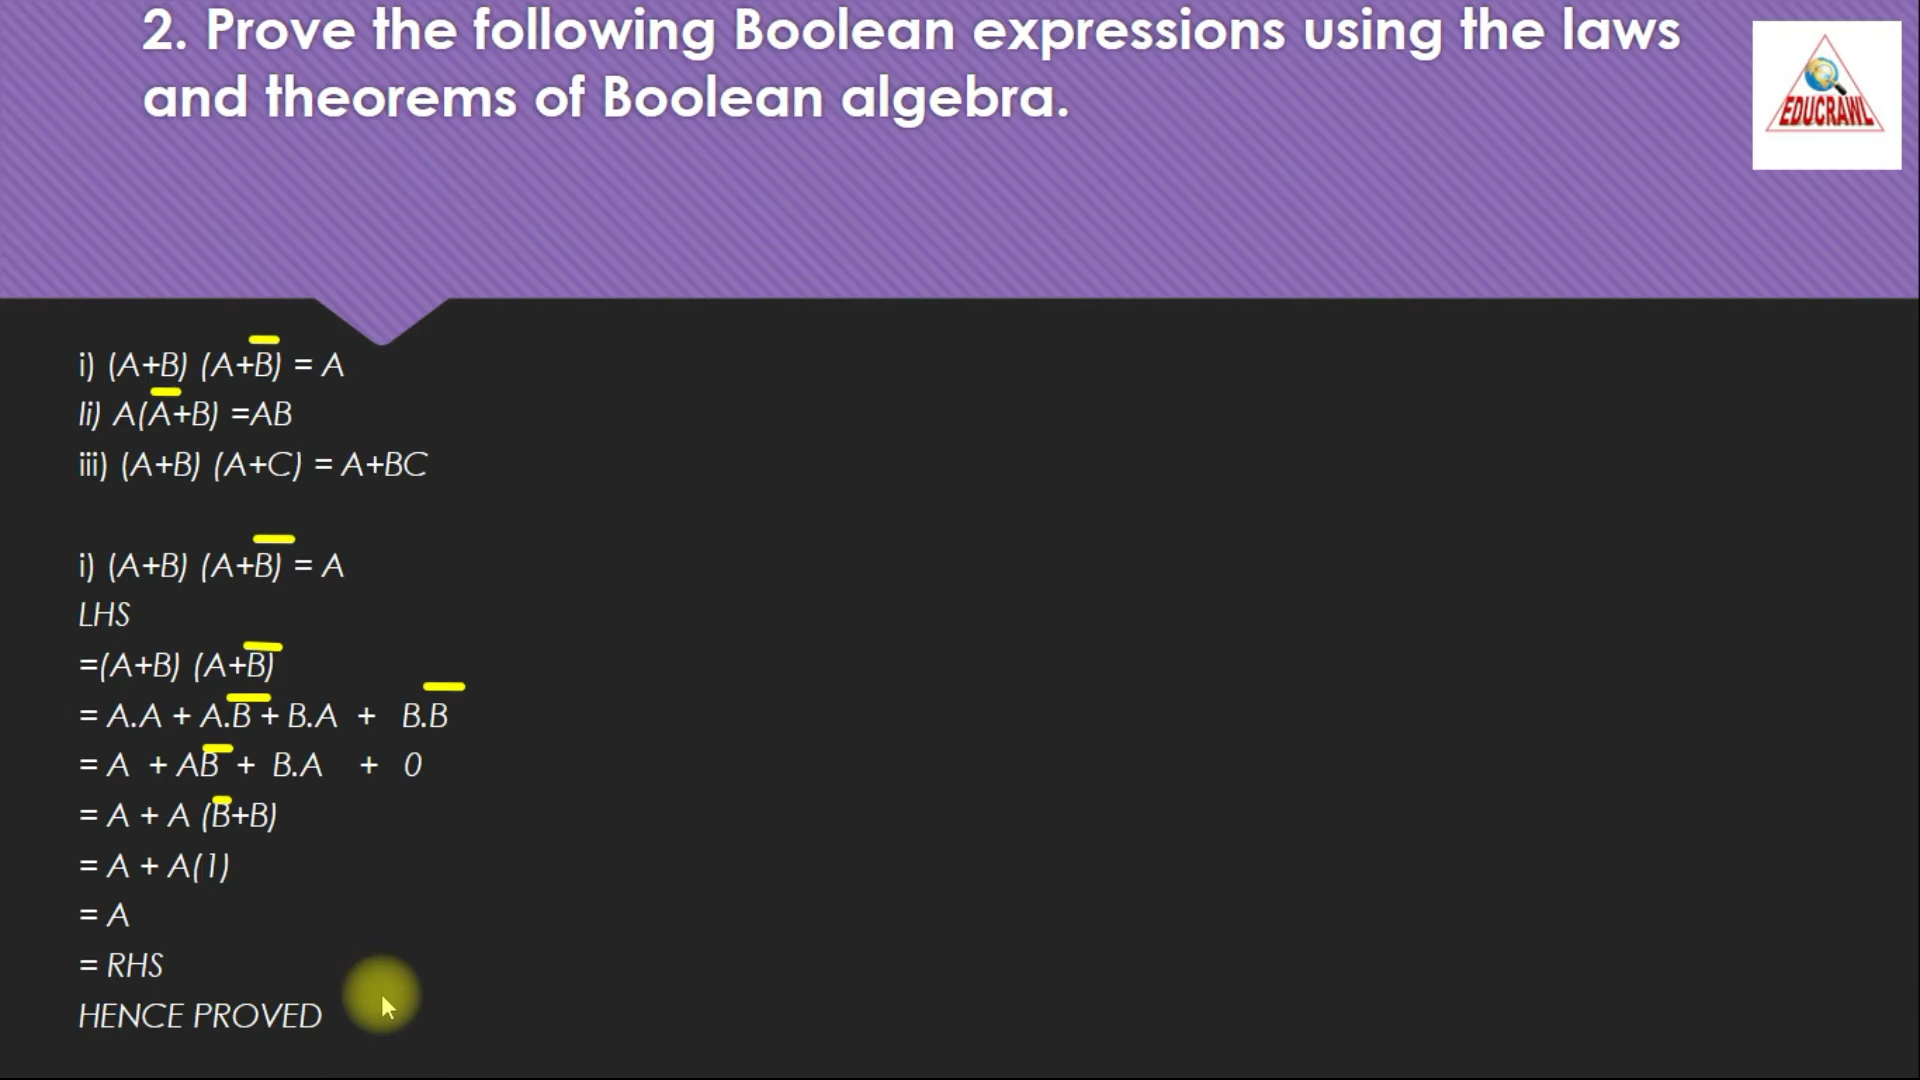 2. Prove the following Boolean expressions using the laws
and theorems of Boolean algebra.
EDUCRAWL
i) (A+B) (A+B̅) = A
Ii) A(A̅+B) =AB
iii) (A+B) (A+C) = A+BC
i) (A+B) (A+B̅) = A
LHS
=(A+B) (A+B̅)
= A.A + A.B̅ + B.A + B.B̅
= A + AB̅ + B.A + 0
= A + A (B̅+B)
= A + A(1)
= A
= RHS
HENCE PROVED